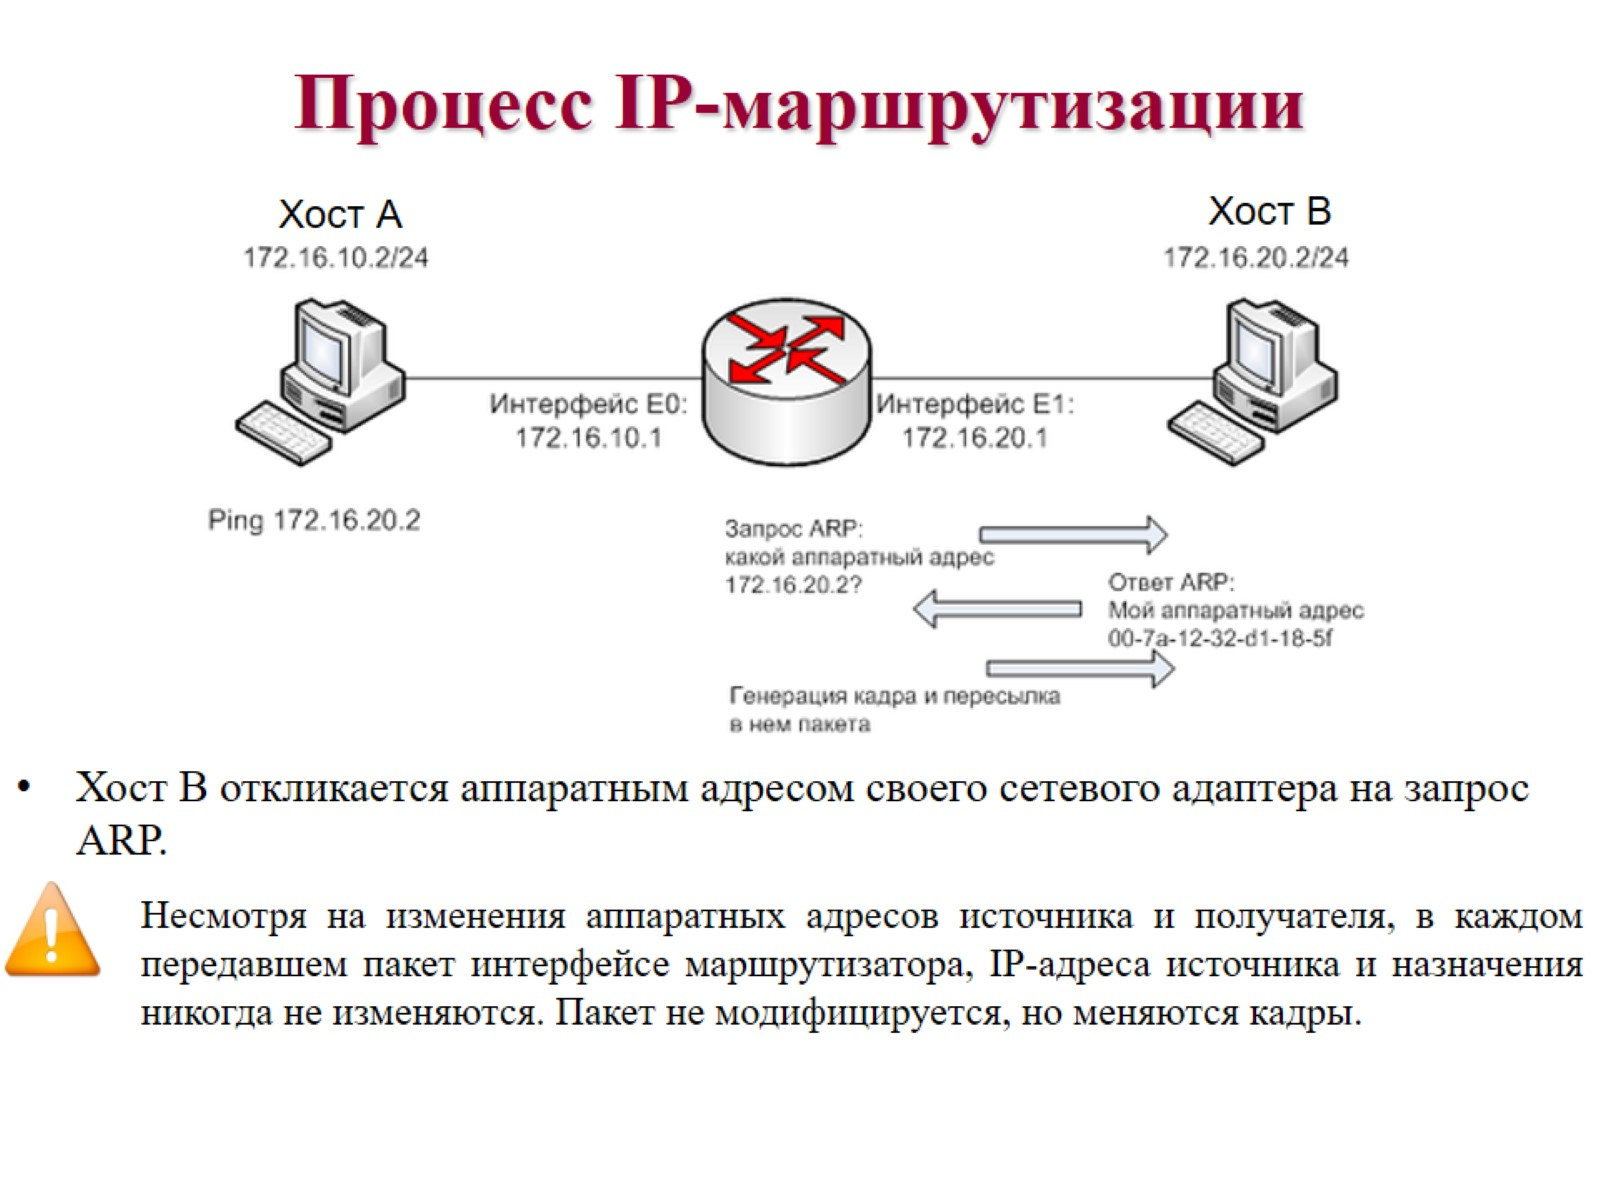 Процесс IP-маршрутизации
Хост A
172.16.10.2/24
Хост B
172.16.20.2/24
Интерфейс E0:
172.16.10.1
Интерфейс E1:
172.16.20.1
Ping 172.16.20.2
Запрос ARP:
какой аппаратный адрес
172.16.20.2?
Ответ ARP:
Мой аппаратный адрес
00-7a-12-32-d1-18-5f
Генерация кадра и пересылка
в нем пакета
• Хост B откликается аппаратным адресом своего сетевого адаптера на запрос
ARP.
Несмотря на изменения аппаратных адресов источника и получателя, в каждом
передавшем пакет интерфейсе маршрутизатора, IP-адреса источника и назначения
никогда не изменяются. Пакет не модифицируется, но меняются кадры.